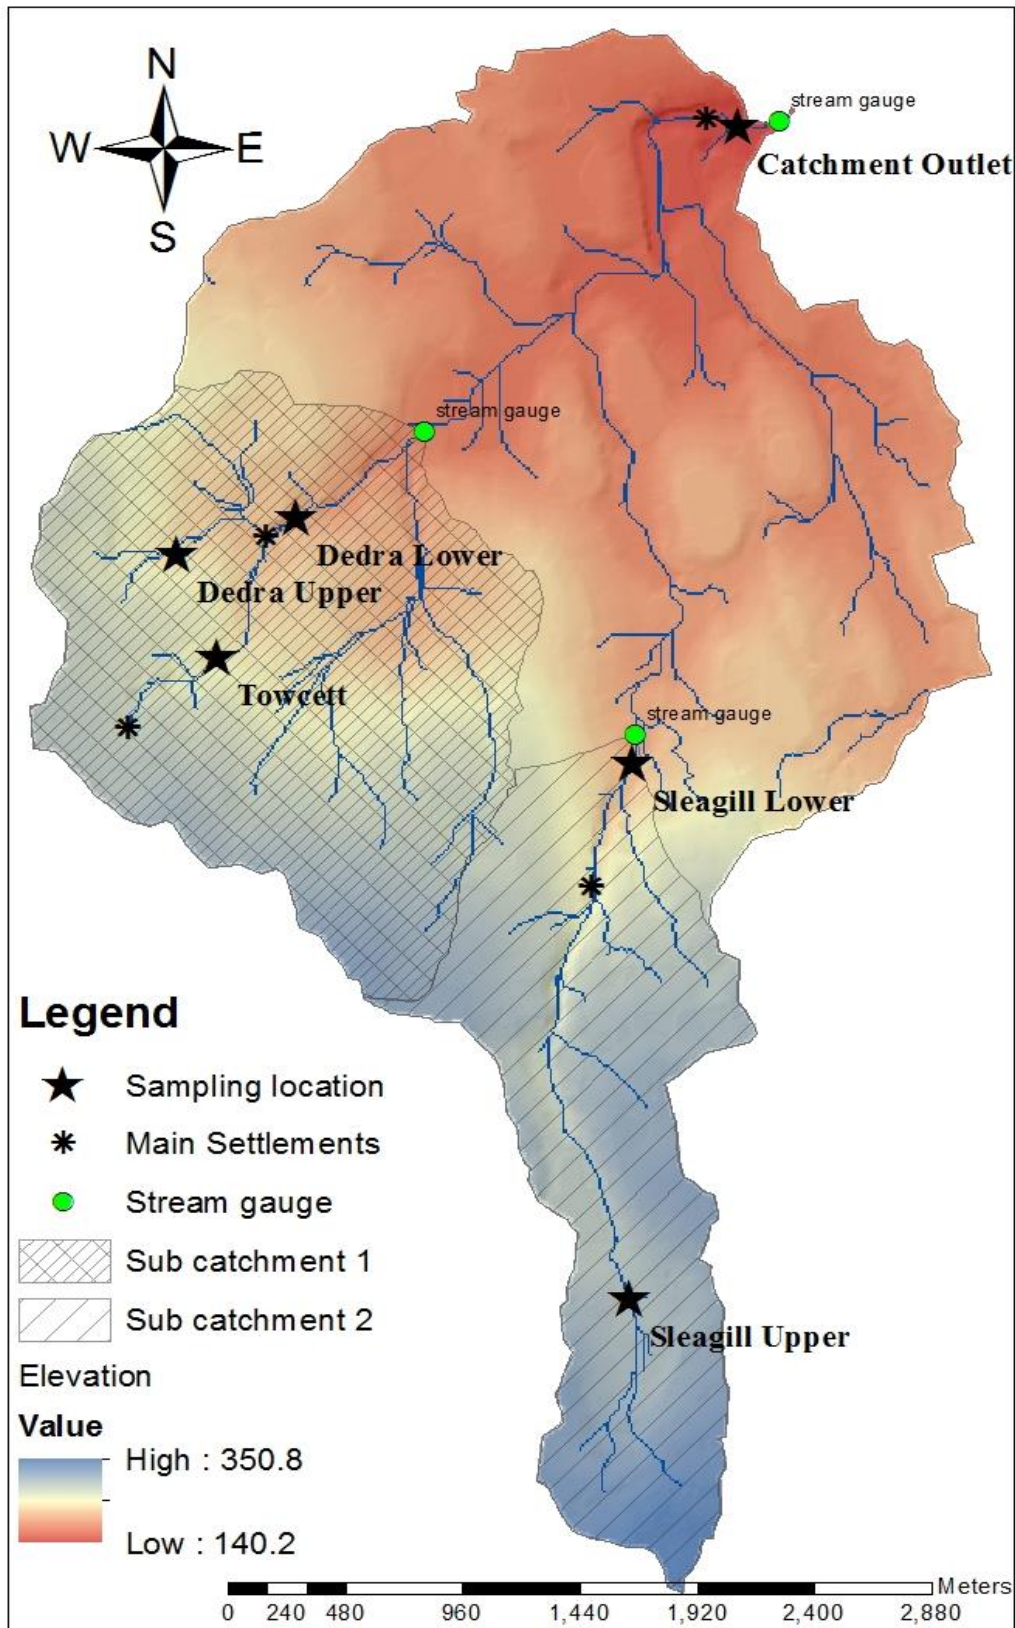 N
W E
S
stream gauge
Catchment Outlet
stream gauge
Dedra Lower
Dedra Upper
Towcett
stream gauge
Sleagill Lower
Legend
Sampling location
Main Settlements
Stream gauge
Sub catchment 1
Sub catchment 2
Sleagill Upper
Elevation
Value
High : 350.8
Low : 140.2
Meters
0 240 480 960 1,440 1,920 2,400 2,880